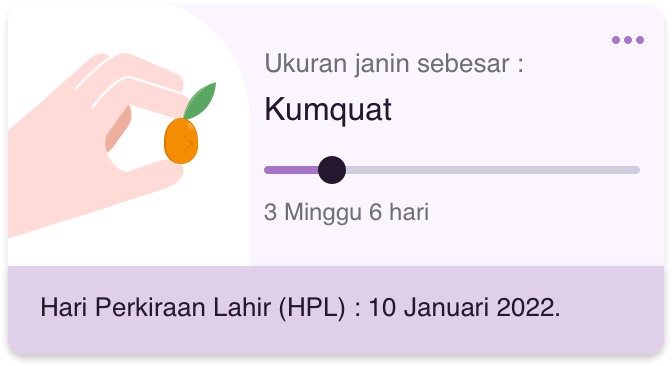 Ukuran janin sebesar :
Kumquat
3 Minggu 6 hari
Hari Perkiraan Lahir (HPL) : 10 Januari 2022.